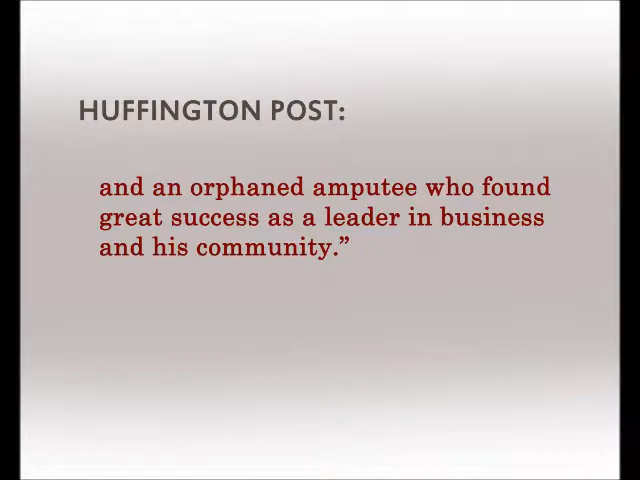 HUFFINGTON POST:
and an orphaned amputee who found
great success as a leader in business
and his community.”